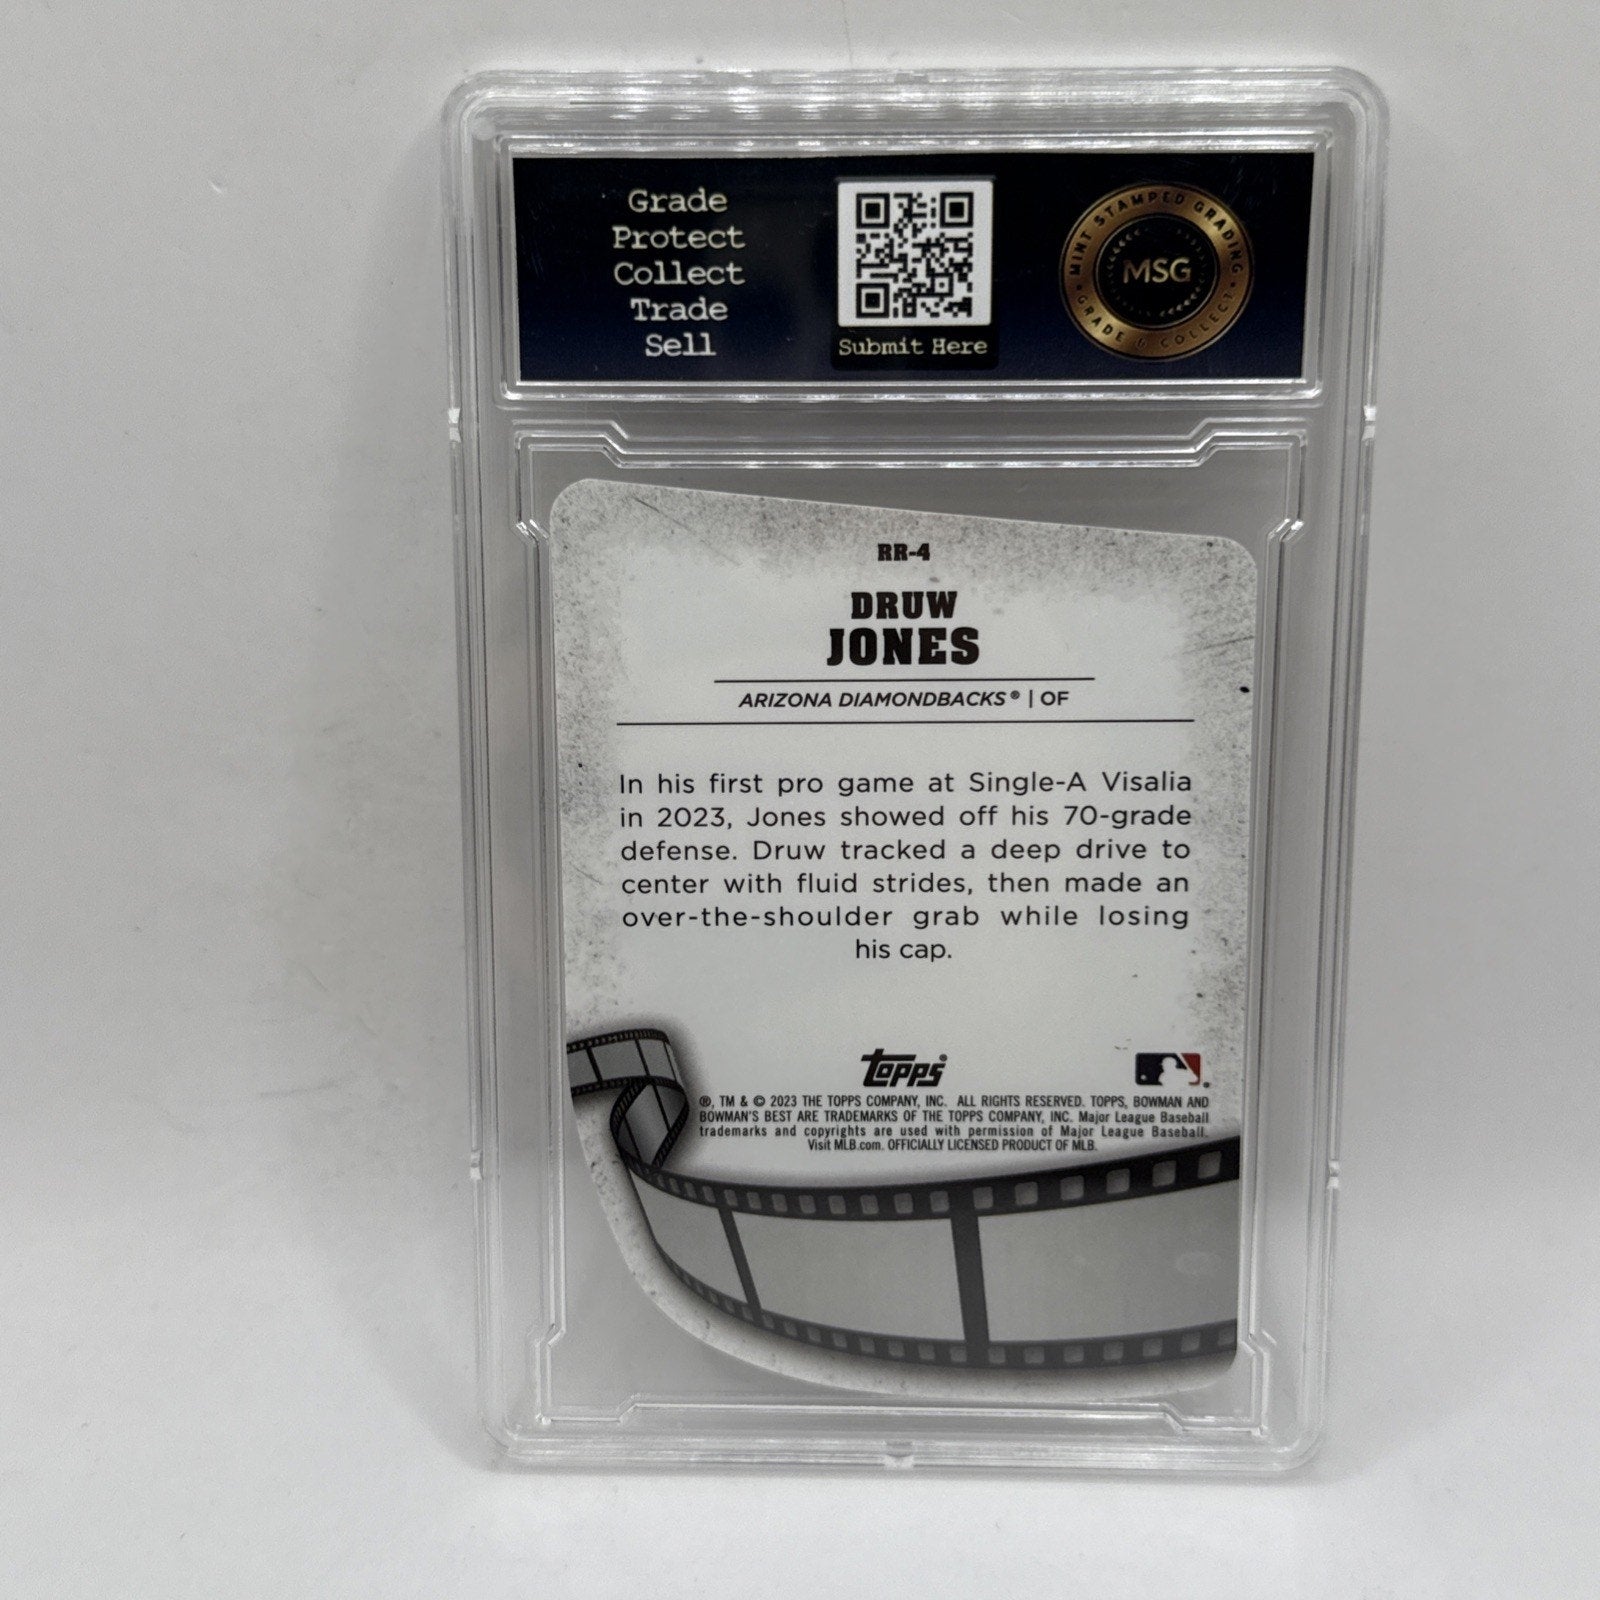 Grade
Protect
Collect
Trade
Sell
Submit Here
MINT STAMPED GRADING
MSG
GRADE & COLLECT
RR-4
DRUW
JONES
ARIZONA DIAMONDBACKS® | OF
In his first pro game at Single-A Visalia
in 2023, Jones showed off his 70-grade
defense. Druw tracked a deep drive to
center with fluid strides, then made an
over-the-shoulder grab while losing
his cap.
topps®
®, TM & © 2023 THE TOPPS COMPANY, INC. ALL RIGHTS RESERVED. TOPPS, BOWMAN AND
BOWMAN'S BEST ARE TRADEMARKS OF THE TOPPS COMPANY, INC. Major League Baseball
trademarks and copyrights are used with permission of Major League Baseball.
Visit MLB.com. OFFICIALLY LICENSED PRODUCT OF MLB.